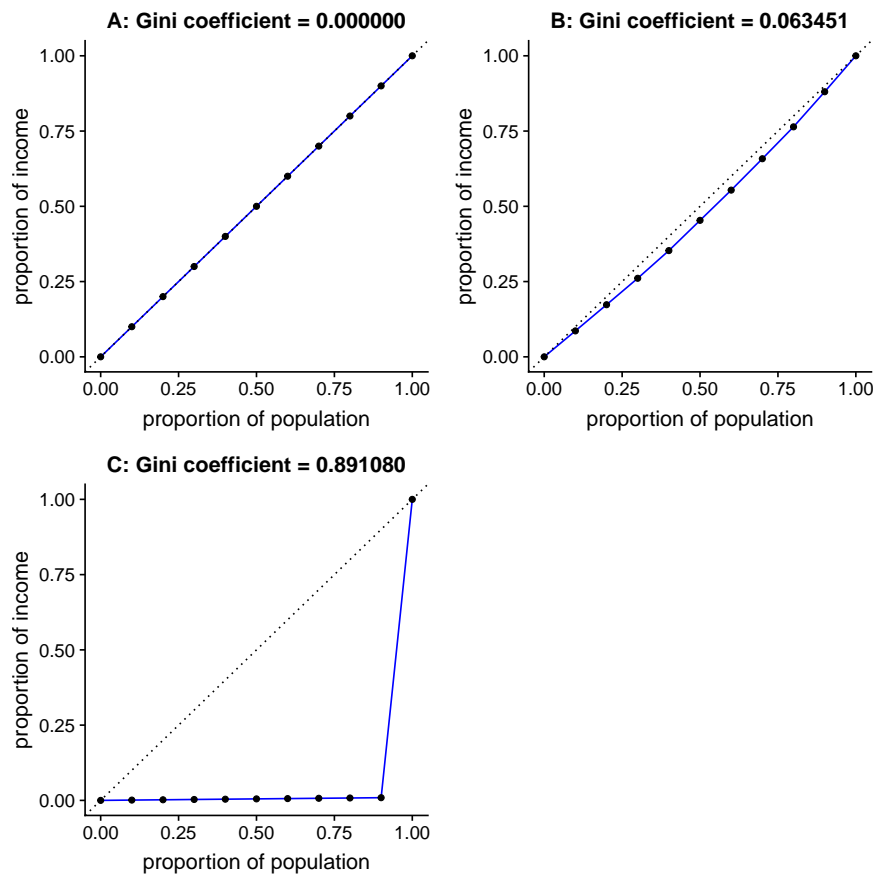 A: Gini coefficient = 0.000000
1.00
0.75
0.50
0.25
0.00
proportion of income
0.00 0.25 0.50 0.75 1.00
proportion of population
B: Gini coefficient = 0.063451
1.00
0.75
0.50
0.25
0.00
proportion of income
0.00 0.25 0.50 0.75 1.00
proportion of population
C: Gini coefficient = 0.891080
1.00
0.75
0.50
0.25
0.00
proportion of income
0.00 0.25 0.50 0.75 1.00
proportion of population